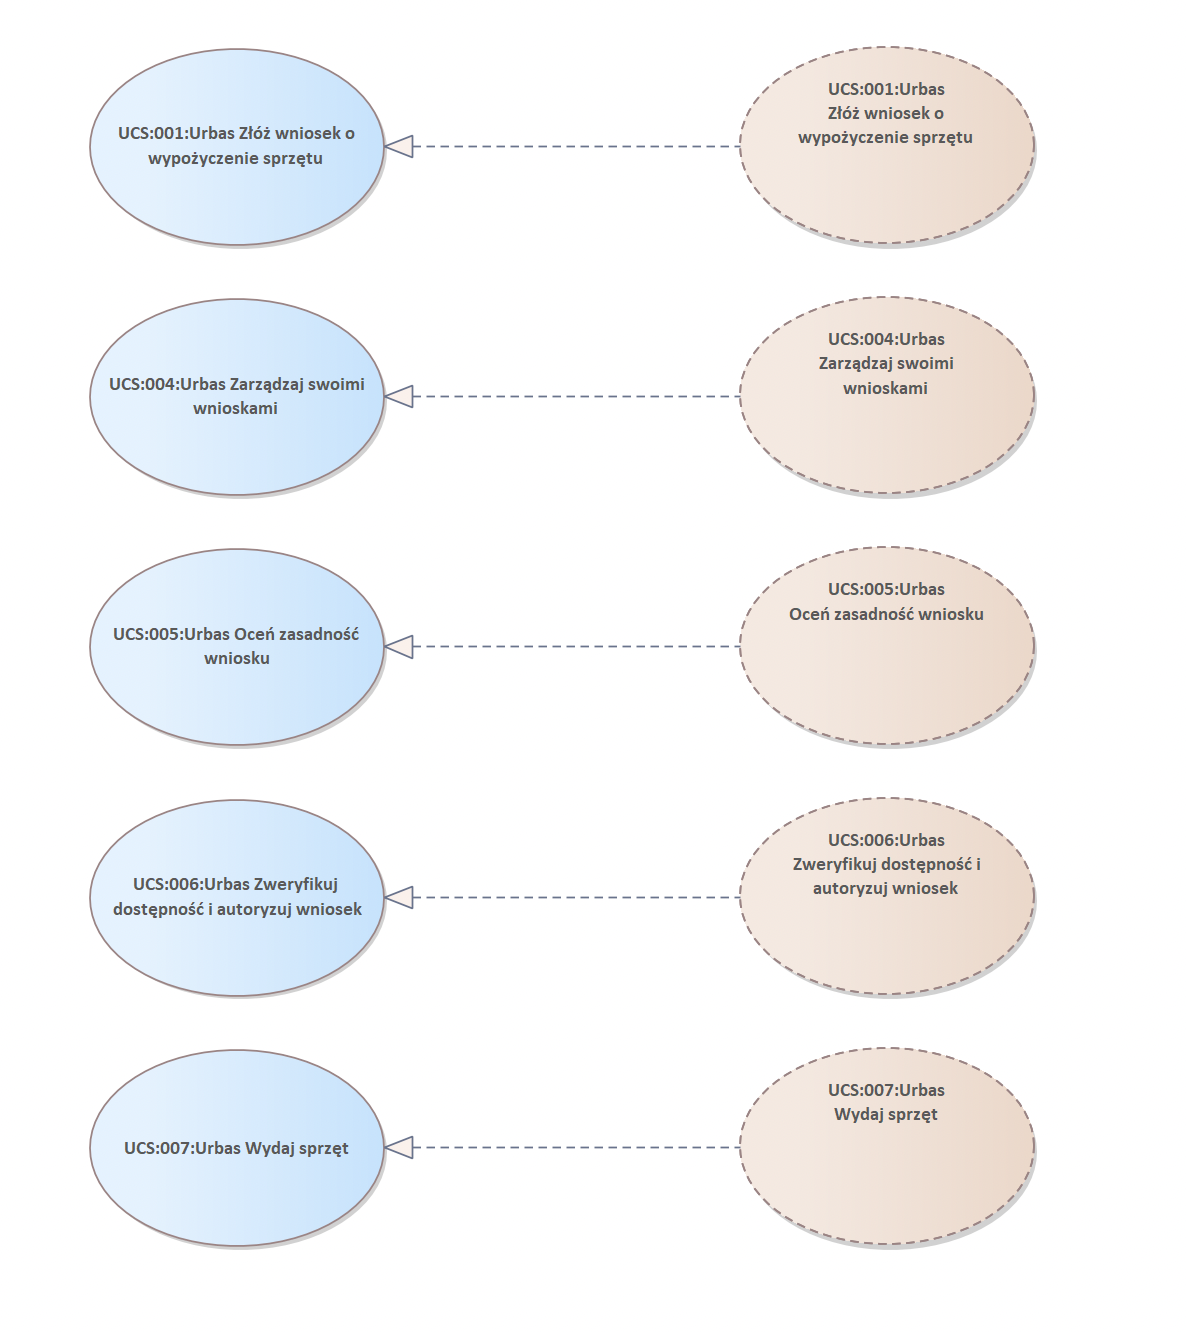 UCS:001:Urbas Złóż wniosek o
wypożyczenie sprzętu
UCS:001:Urbas
Złóż wniosek o
wypożyczenie sprzętu
UCS:004:Urbas Zarządzaj swoimi
wnioskami
UCS:004:Urbas
Zarządzaj swoimi
wnioskami
UCS:005:Urbas Oceń zasadność
wniosku
UCS:005:Urbas
Oceń zasadność wniosku
UCS:006:Urbas Zweryfikuj
dostępność i autoryzuj wniosek
UCS:006:Urbas
Zweryfikuj dostępność i
autoryzuj wniosek
UCS:007:Urbas Wydaj sprzęt
UCS:007:Urbas
Wydaj sprzęt